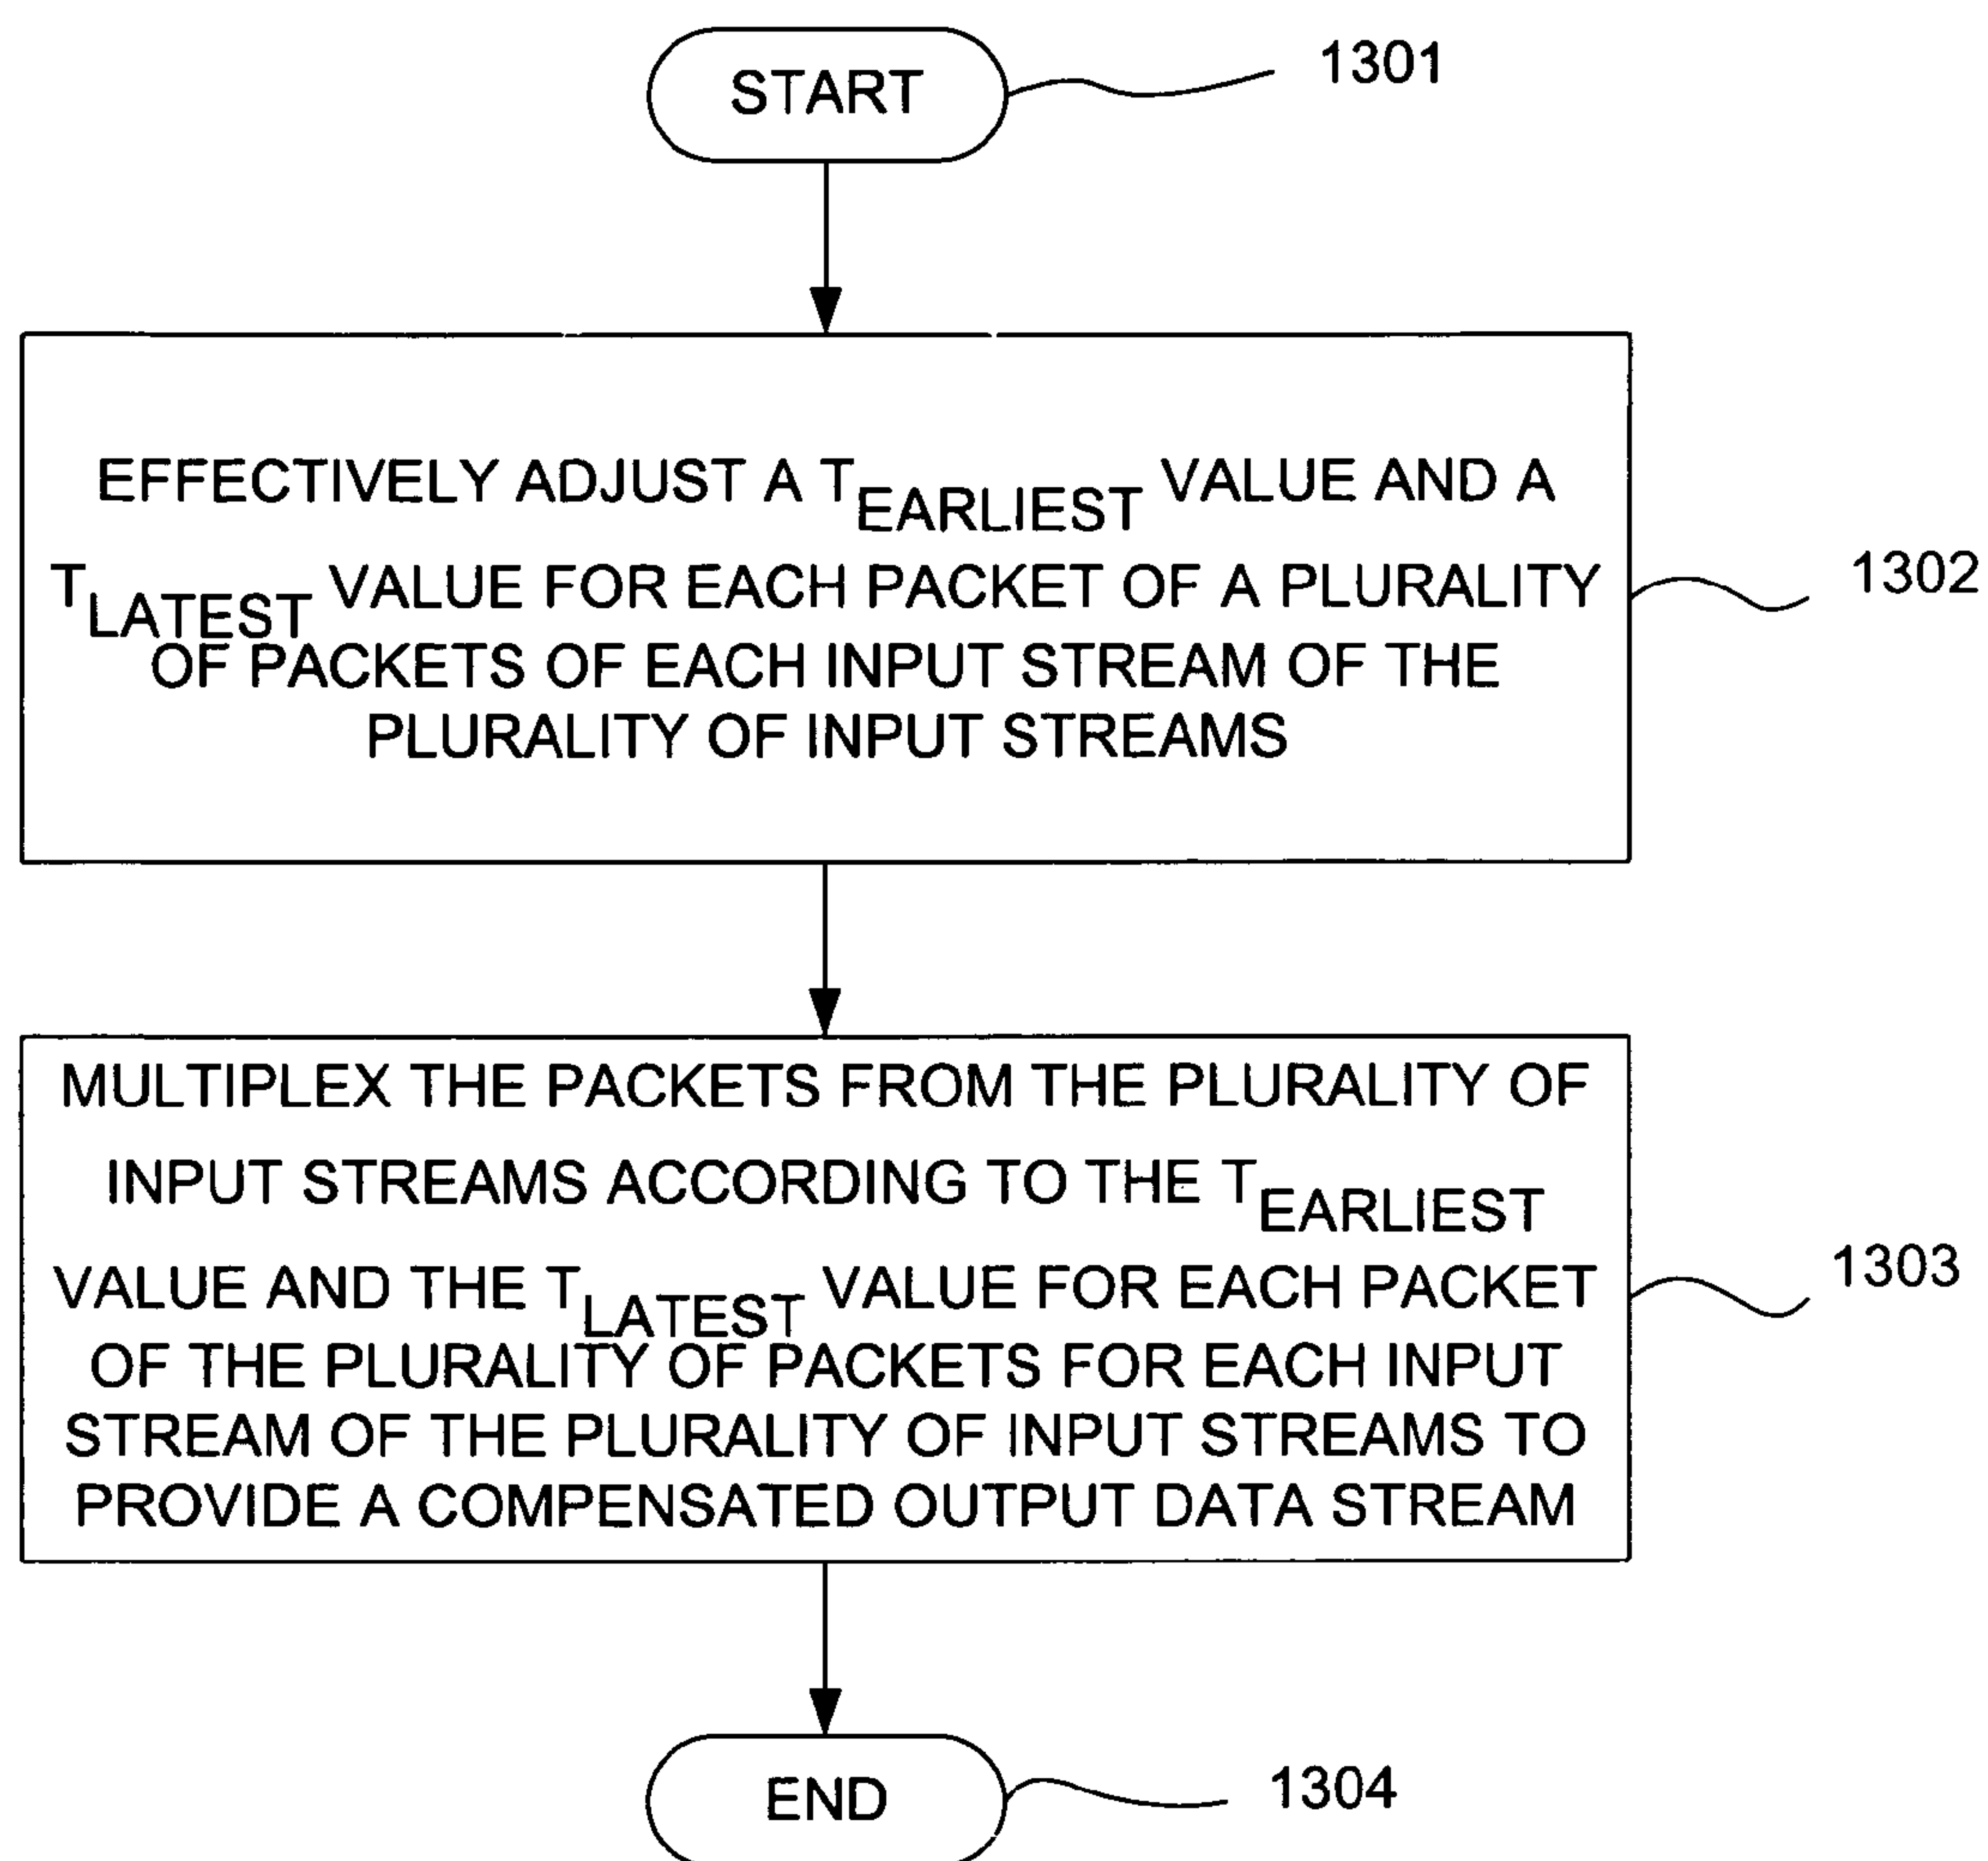 START
1301
EFFECTIVELY ADJUST A TEARLIEST VALUE AND A
TLATEST VALUE FOR EACH PACKET OF A PLURALITY
OF PACKETS OF EACH INPUT STREAM OF THE
PLURALITY OF INPUT STREAMS
1302
MULTIPLEX THE PACKETS FROM THE PLURALITY OF
INPUT STREAMS ACCORDING TO THE TEARLIEST
VALUE AND THE TLATEST VALUE FOR EACH PACKET
OF THE PLURALITY OF PACKETS FOR EACH INPUT
STREAM OF THE PLURALITY OF INPUT STREAMS TO
PROVIDE A COMPENSATED OUTPUT DATA STREAM
1303
END
1304